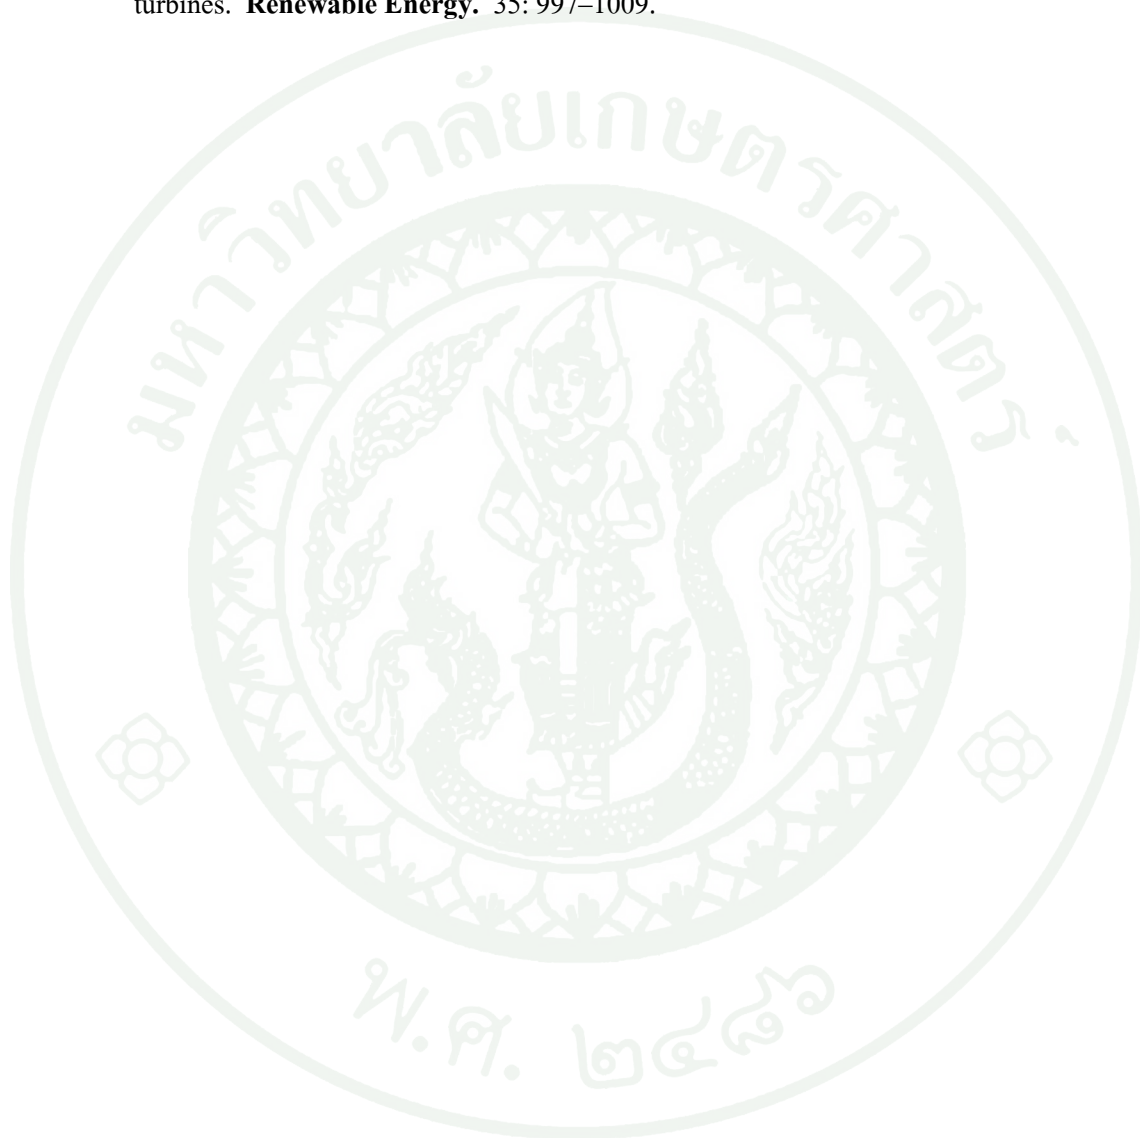 turbines. Renewable Energy. 35: 997–1009.
มหาวิทยาลัยเกษตรศาสตร์
พ.ศ. ๒๔๘๖